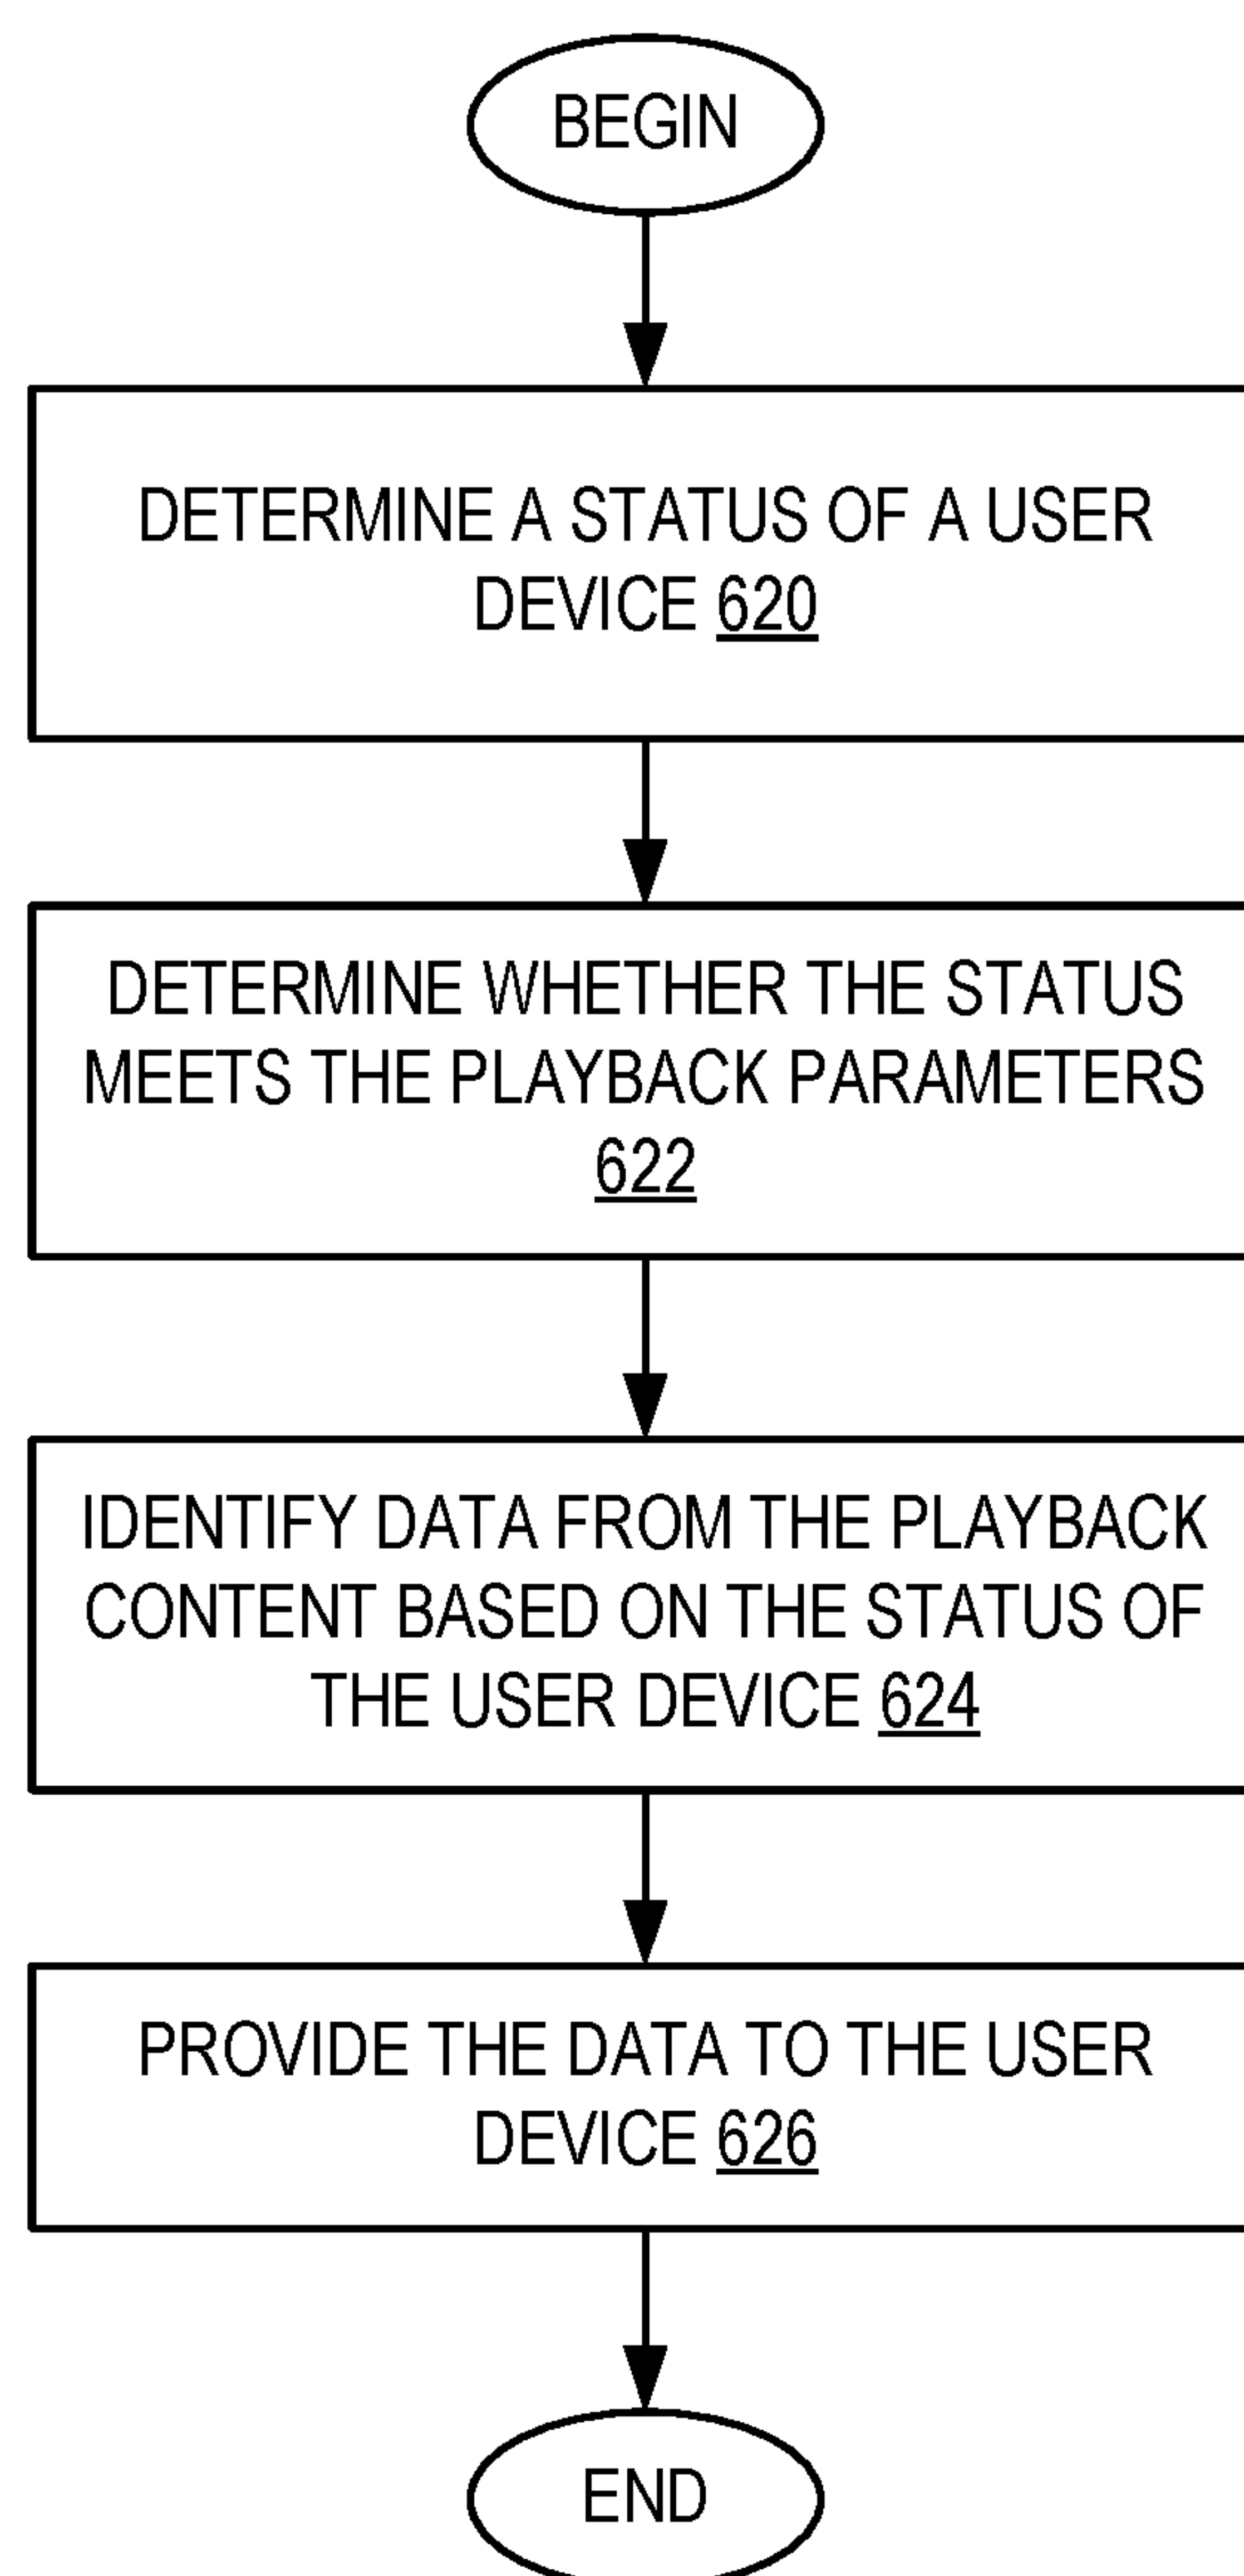 BEGIN
DETERMINE A STATUS OF A USER
DEVICE 620
DETERMINE WHETHER THE STATUS
MEETS THE PLAYBACK PARAMETERS
622
IDENTIFY DATA FROM THE PLAYBACK
CONTENT BASED ON THE STATUS OF
THE USER DEVICE 624
PROVIDE THE DATA TO THE USER
DEVICE 626
END